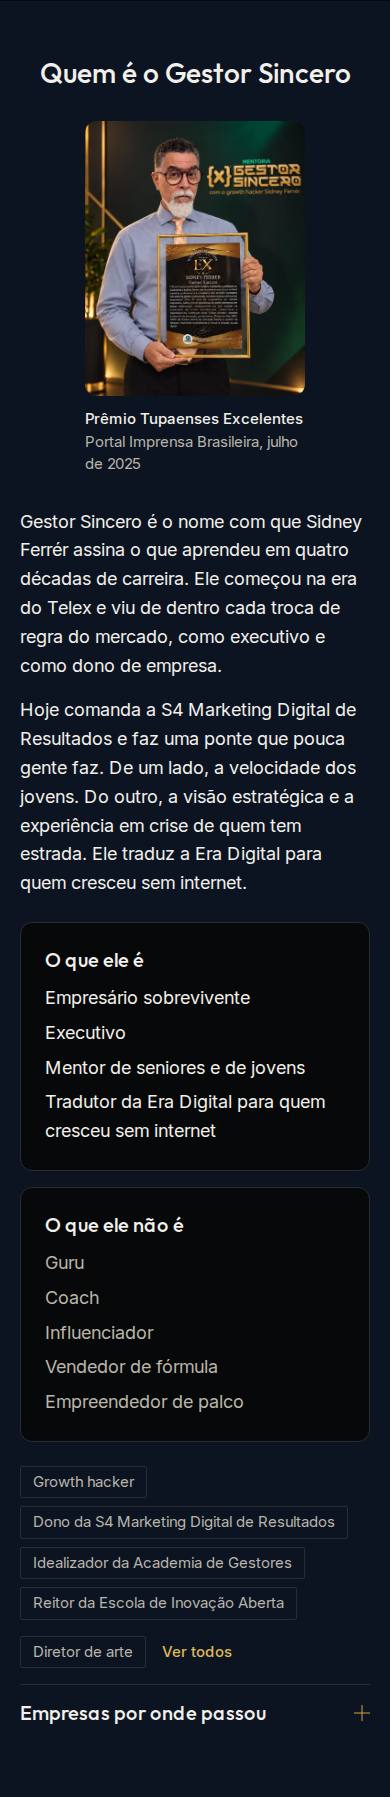 Quem é o Gestor Sincero
MENTORIA
{x} GESTOR
SINCERO
com o growth hacker Sidney Ferrér
EX
SIDNEY FERRER
Prêmio Tupaenses Excelentes
Portal Imprensa Brasileira, julho
de 2025
Gestor Sincero é o nome com que Sidney
Ferrér assina o que aprendeu em quatro
décadas de carreira. Ele começou na era
do Telex e viu de dentro cada troca de
regra do mercado, como executivo e
como dono de empresa.
Hoje comanda a S4 Marketing Digital de
Resultados e faz uma ponte que pouca
gente faz. De um lado, a velocidade dos
jovens. Do outro, a visão estratégica e a
experiência em crise de quem tem
estrada. Ele traduz a Era Digital para
quem cresceu sem internet.
O que ele é
Empresário sobrevivente
Executivo
Mentor de seniores e de jovens
Tradutor da Era Digital para quem
cresceu sem internet
O que ele não é
Guru
Coach
Influenciador
Vendedor de fórmula
Empreendedor de palco
Growth hacker
Dono da S4 Marketing Digital de Resultados
Idealizador da Academia de Gestores
Reitor da Escola de Inovação Aberta
Diretor de arte Ver todos
Empresas por onde passou +